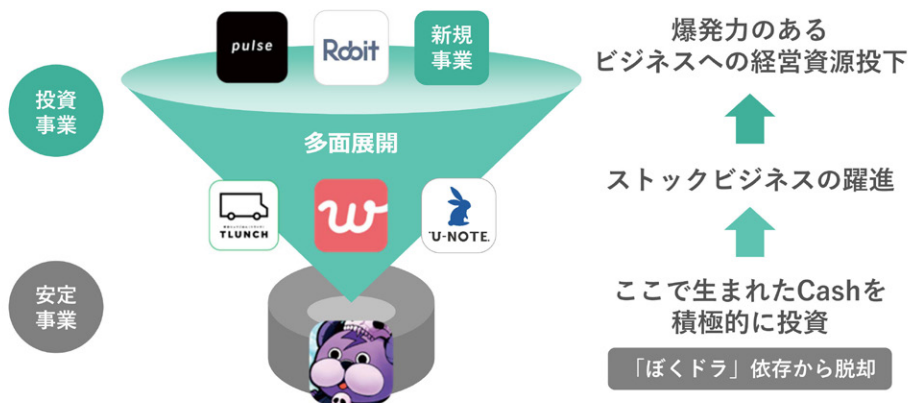 pulse
Robit
新規
事業
投資
事業
多面展開
TLUNCH
w
U-NOTE.
安定
事業
爆発力のある
ビジネスへの経営資源投下
ストックビジネスの躍進
ここで生まれたCashを
積極的に投資
「ぼくドラ」依存から脱却